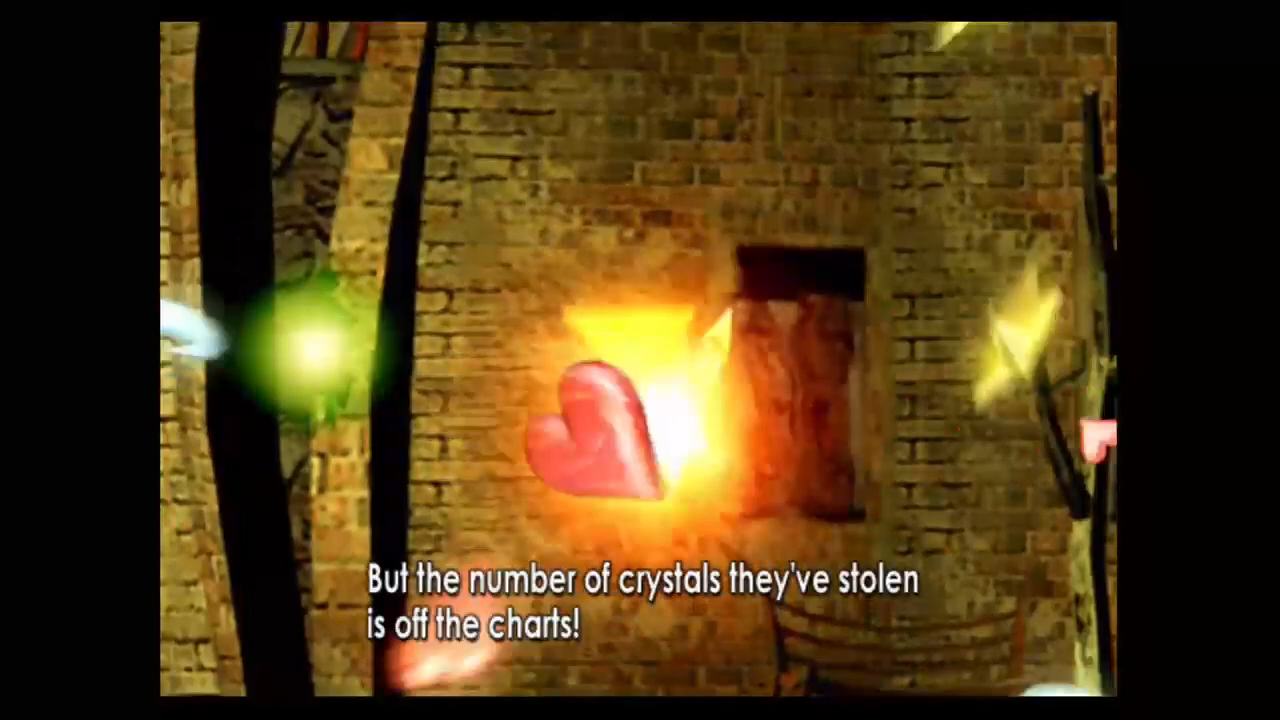 But the number of crystals they've stolen
is off the charts!